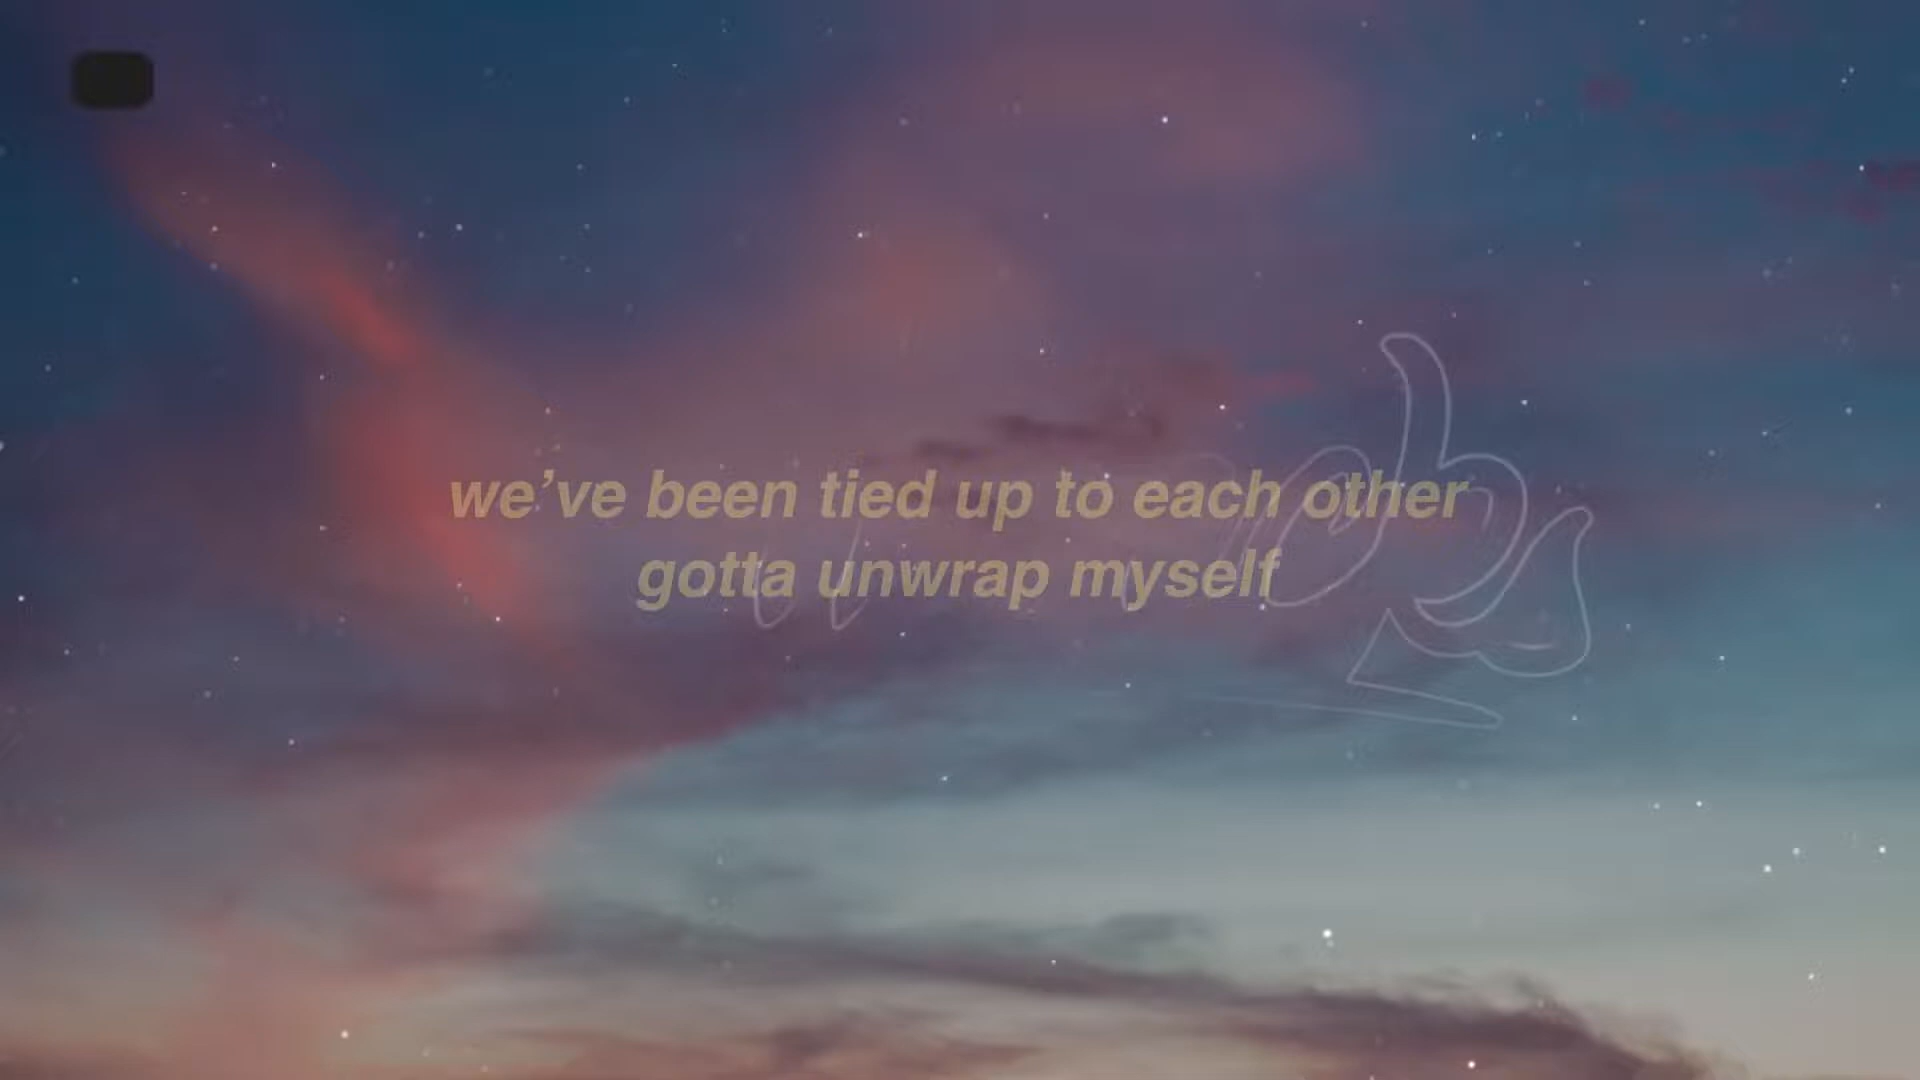 we’ve been tied up to each other
gotta unwrap myself